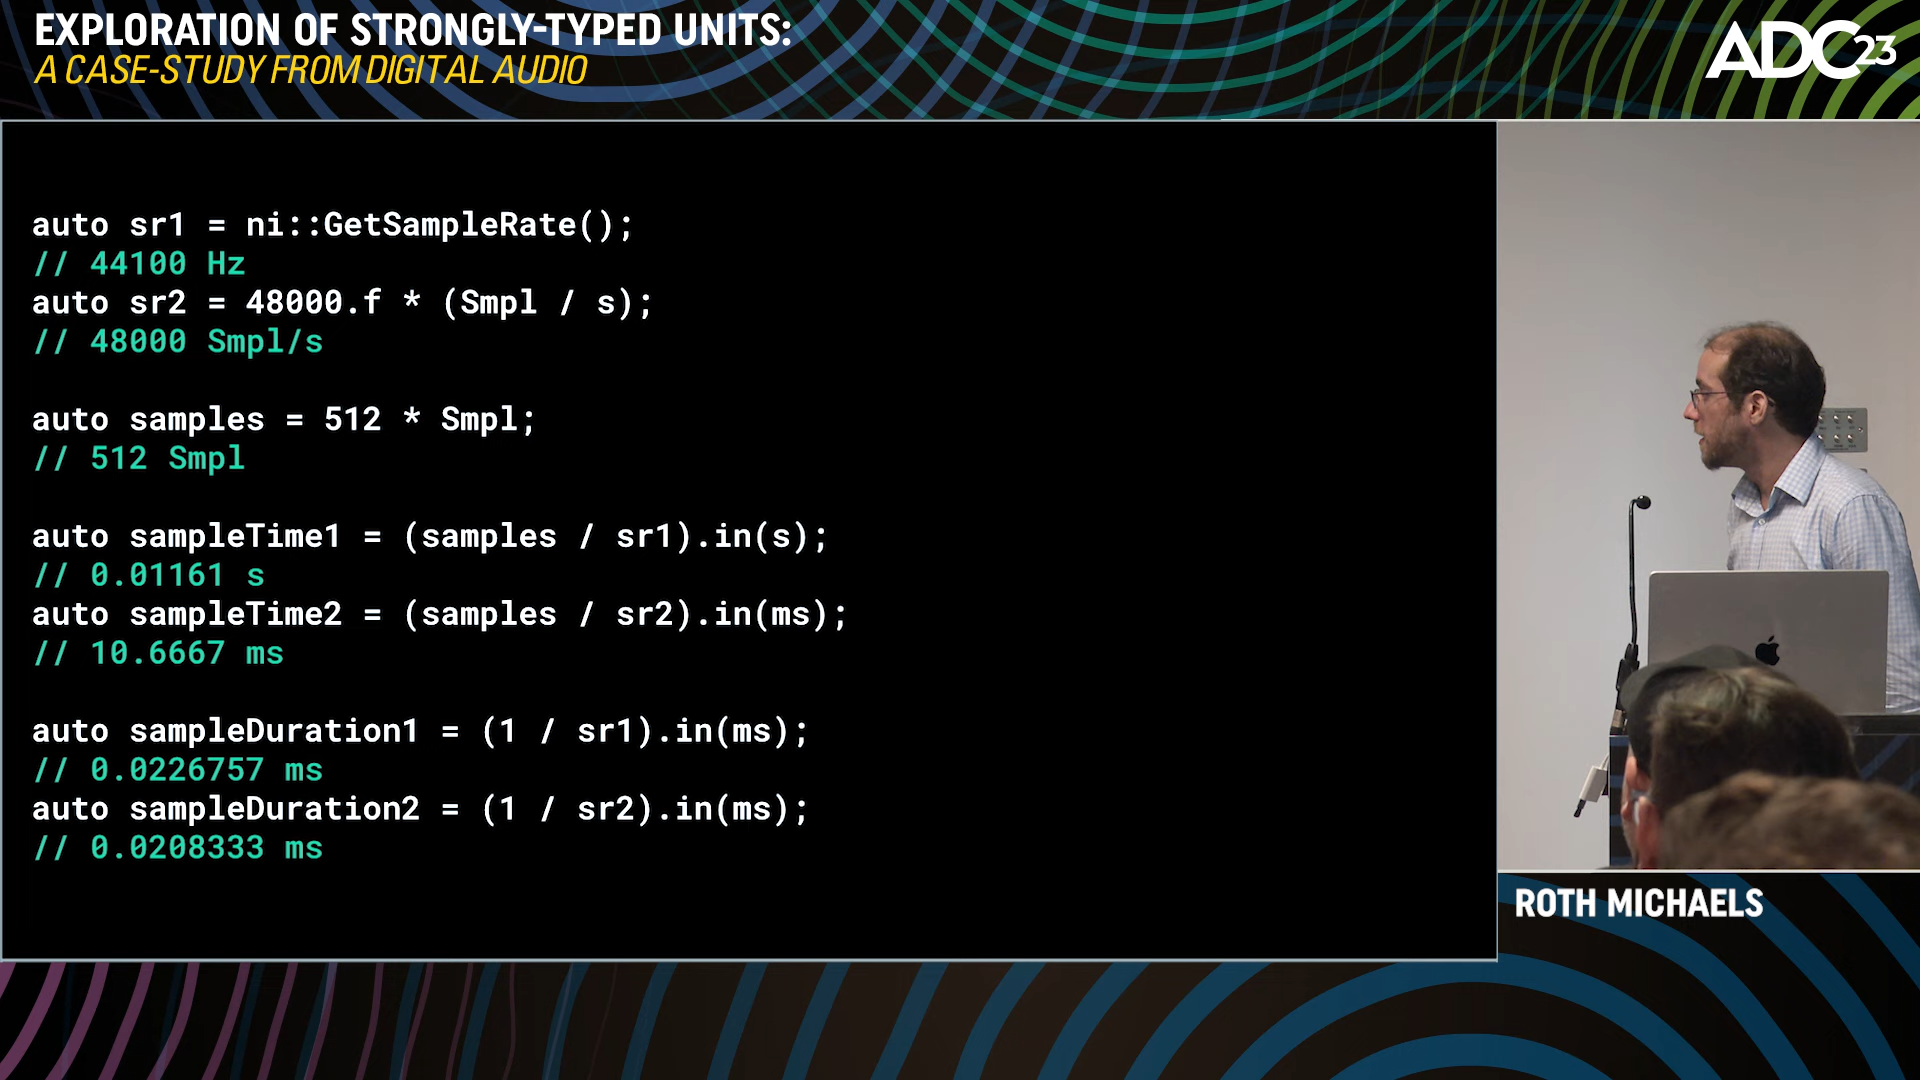 EXPLORATION OF STRONGLY-TYPED UNITS:
A CASE-STUDY FROM DIGITAL AUDIO
ADC23
auto sr1 = ni::GetSampleRate();
// 44100 Hz
auto sr2 = 48000.f * (Smpl / s);
// 48000 Smpl/s
auto samples = 512 * Smpl;
// 512 Smpl
auto sampleTime1 = (samples / sr1).in(s);
// 0.01161 s
auto sampleTime2 = (samples / sr2).in(ms);
// 10.6667 ms
auto sampleDuration1 = (1 / sr1).in(ms);
// 0.0226757 ms
auto sampleDuration2 = (1 / sr2).in(ms);
// 0.0208333 ms
ROTH MICHAELS